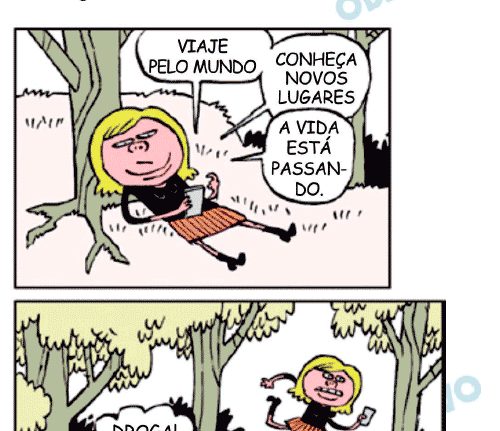 VIAJE
PELO MUNDO
CONHEÇA
NOVOS
LUGARES
A VIDA
ESTÁ
PASSAN-
DO.